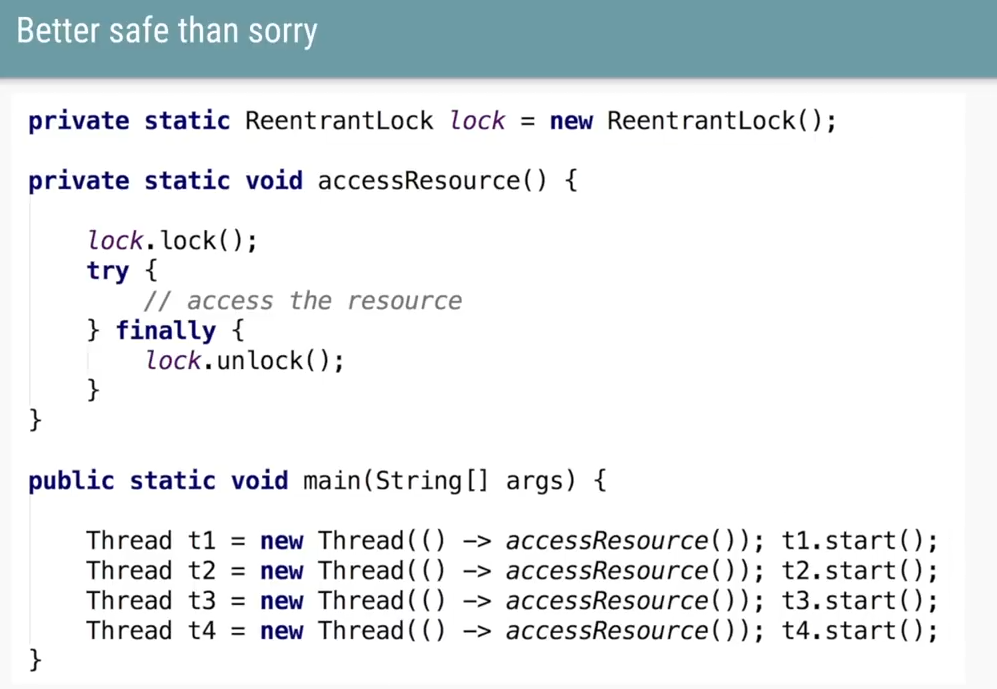 Better safe than sorry
private static ReentrantLock lock = new ReentrantLock();
private static void accessResource() {
lock.lock();
try {
// access the resource
} finally {
lock.unlock();
}
}
public static void main(String[] args) {
Thread t1 = new Thread(() -> accessResource()); t1.start();
Thread t2 = new Thread(() -> accessResource()); t2.start();
Thread t3 = new Thread(() -> accessResource()); t3.start();
Thread t4 = new Thread(() -> accessResource()); t4.start();
}